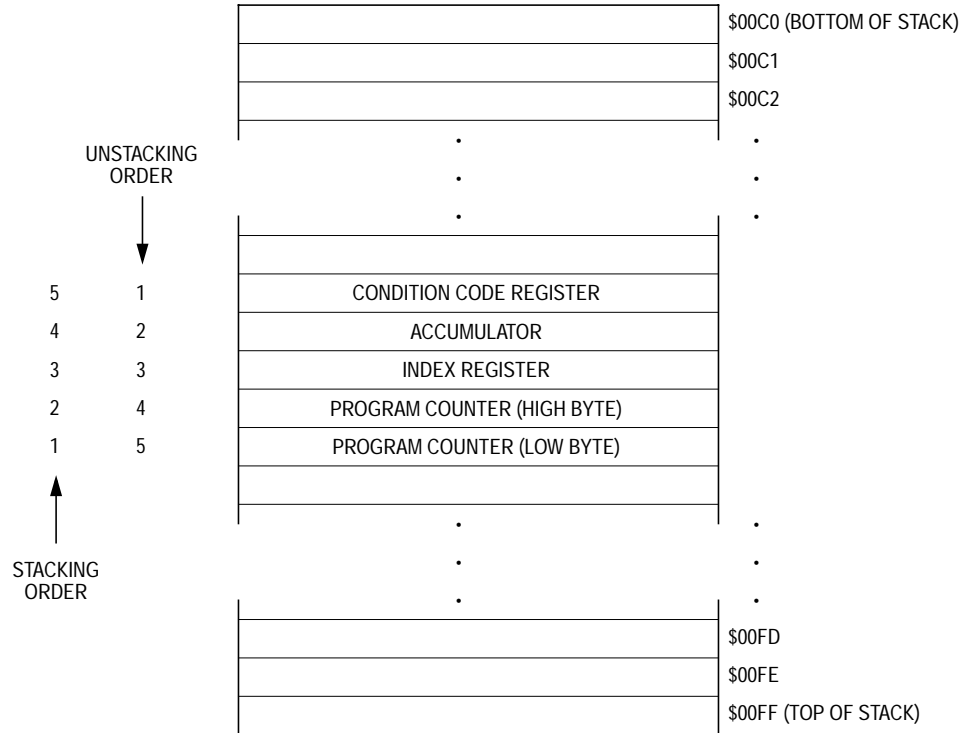 $00C0 (BOTTOM OF STACK)
$00C1
$00C2
UNSTACKING
ORDER
5 1 CONDITION CODE REGISTER
4 2 ACCUMULATOR
3 3 INDEX REGISTER
2 4 PROGRAM COUNTER (HIGH BYTE)
1 5 PROGRAM COUNTER (LOW BYTE)
STACKING
ORDER
$00FD
$00FE
$00FF (TOP OF STACK)